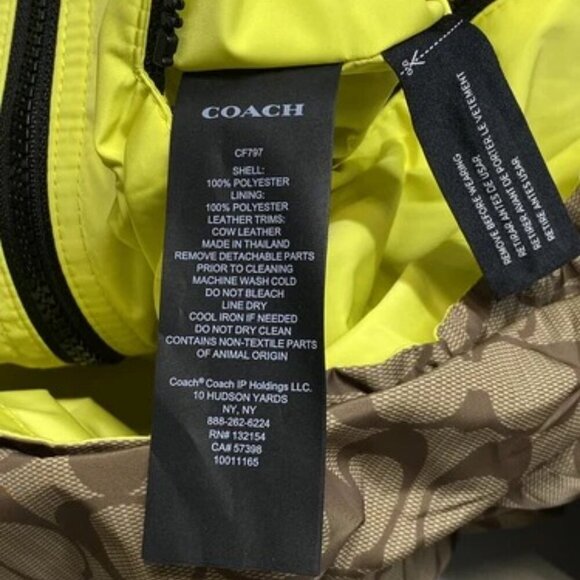 COACH
CF797
SHELL:
100% POLYESTER
LINING:
100% POLYESTER
LEATHER TRIMS:
COW LEATHER
MADE IN THAILAND
REMOVE DETACHABLE PARTS
PRIOR TO CLEANING
MACHINE WASH COLD
DO NOT BLEACH
LINE DRY
COOL IRON IF NEEDED
DO NOT DRY CLEAN
CONTAINS NON-TEXTILE PARTS
OF ANIMAL ORIGIN
Coach® Coach IP Holdings LLC.
10 HUDSON YARDS
NY, NY
888-262-6224
RN# 132154
CA# 57398
10011165
REMOVE BEFORE WEARING
RETIRAR ANTES DE USAR
RETIRER AVANT DE PORTER LE VETEMENT
RETIRE ANTES USAR